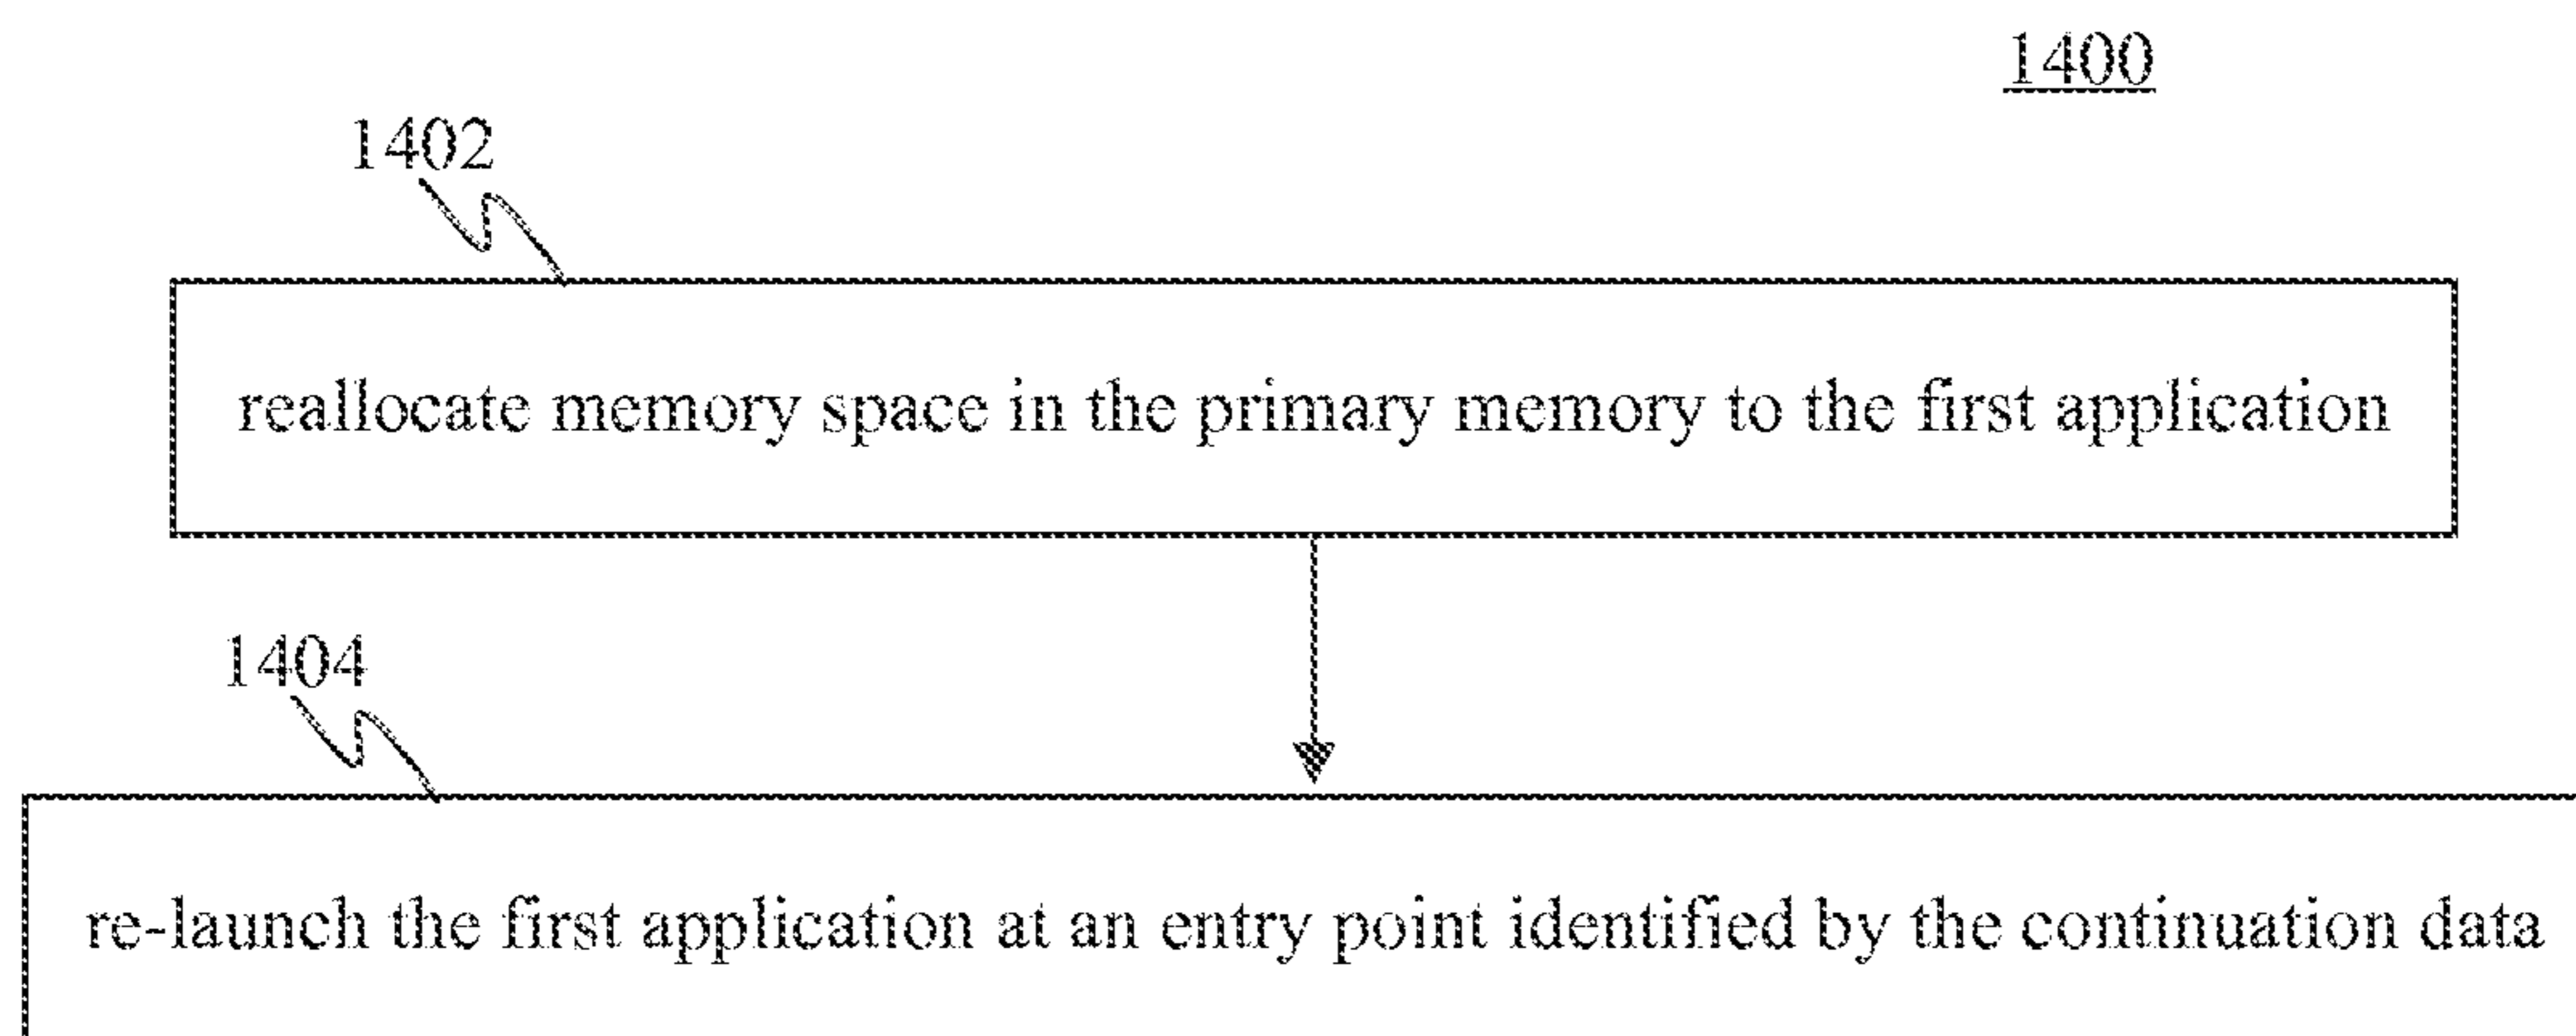 1400
1402
reallocate memory space in the primary memory to the first application
1404
re-launch the first application at an entry point identified by the continuation data